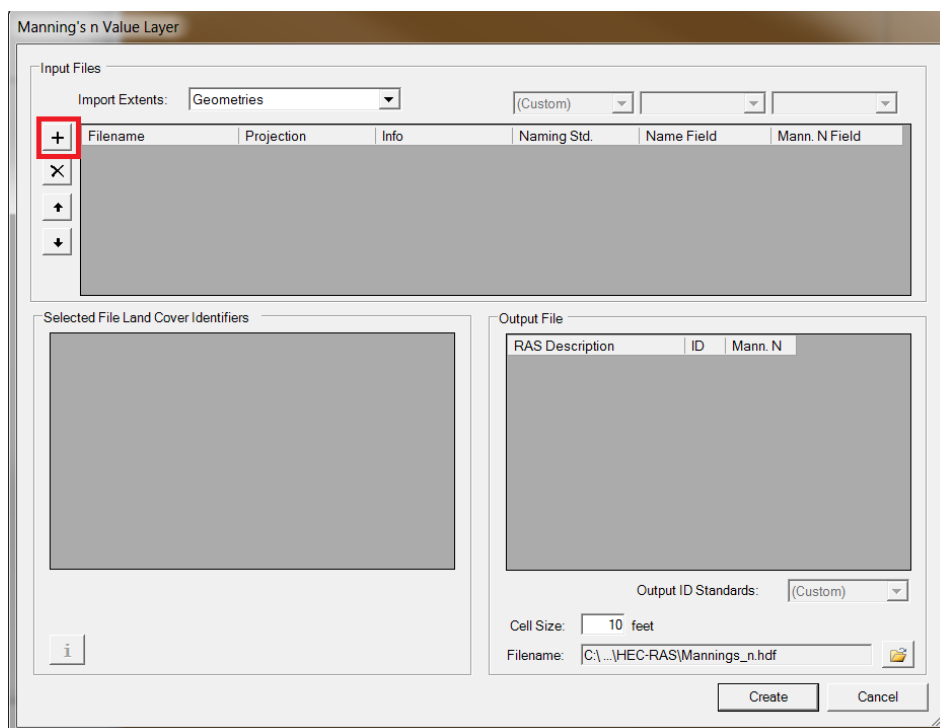 Manning's n Value Layer
Input Files
Import Extents: Geometries (Custom)
Filename Projection Info Naming Std. Name Field Mann. N Field
Selected File Land Cover Identifiers
Output File
RAS Description ID Mann. N
Output ID Standards: (Custom)
Cell Size: 10 feet
Filename: C:\ ...\HEC-RAS\Mannings_n.hdf
i
Create Cancel